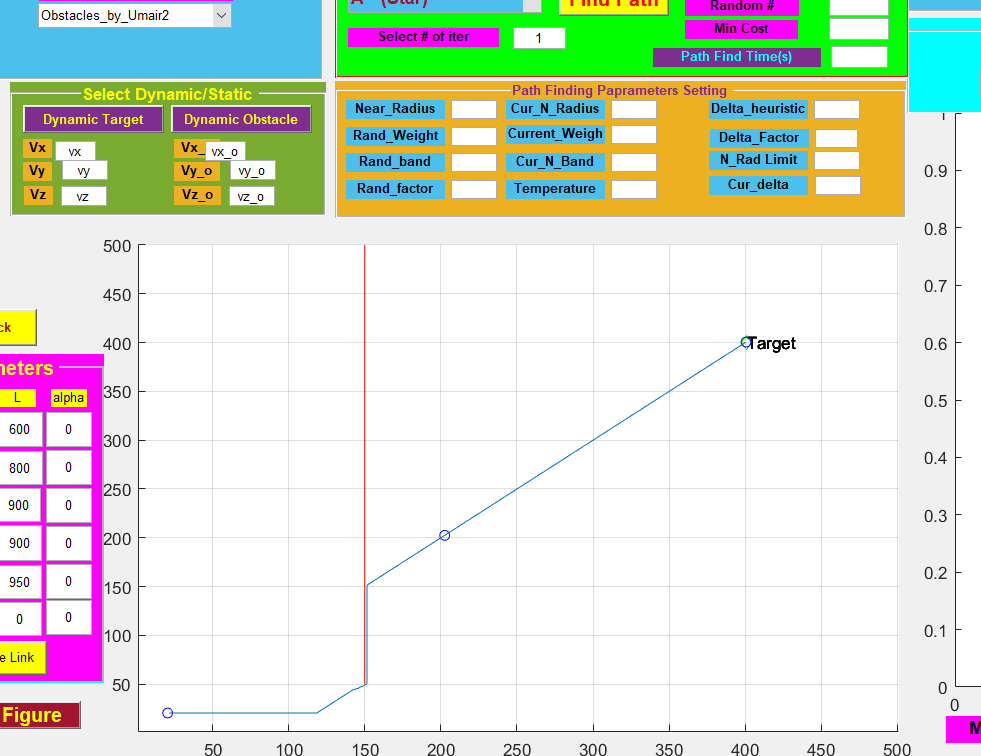 Obstacles_by_Umair2
Find Path
Random #
Select # of iter
1
Min Cost
Path Find Time(s)
Select Dynamic/Static
Dynamic Target
Dynamic Obstacle
Vx
vx
Vx_
vx_o
Vy
vy
Vy_o
vy_o
Vz
vz
Vz_o
vz_o
Path Finding Paprameters Setting
Near_Radius
Cur_N_Radius
Delta_heuristic
Rand_Weight
Current_Weigh
Delta_Factor
Rand_band
Cur_N_Band
N_Rad Limit
Rand_factor
Temperature
Cur_delta
ck
meters
L
alpha
600
0
800
0
900
0
900
0
950
0
0
0
e Link
Figure
500
450
400
350
300
250
200
150
100
50
Target
50
100
150
200
250
300
350
400
450
500
1
0.9
0.8
0.7
0.6
0.5
0.4
0.3
0.2
0.1
0
0
M